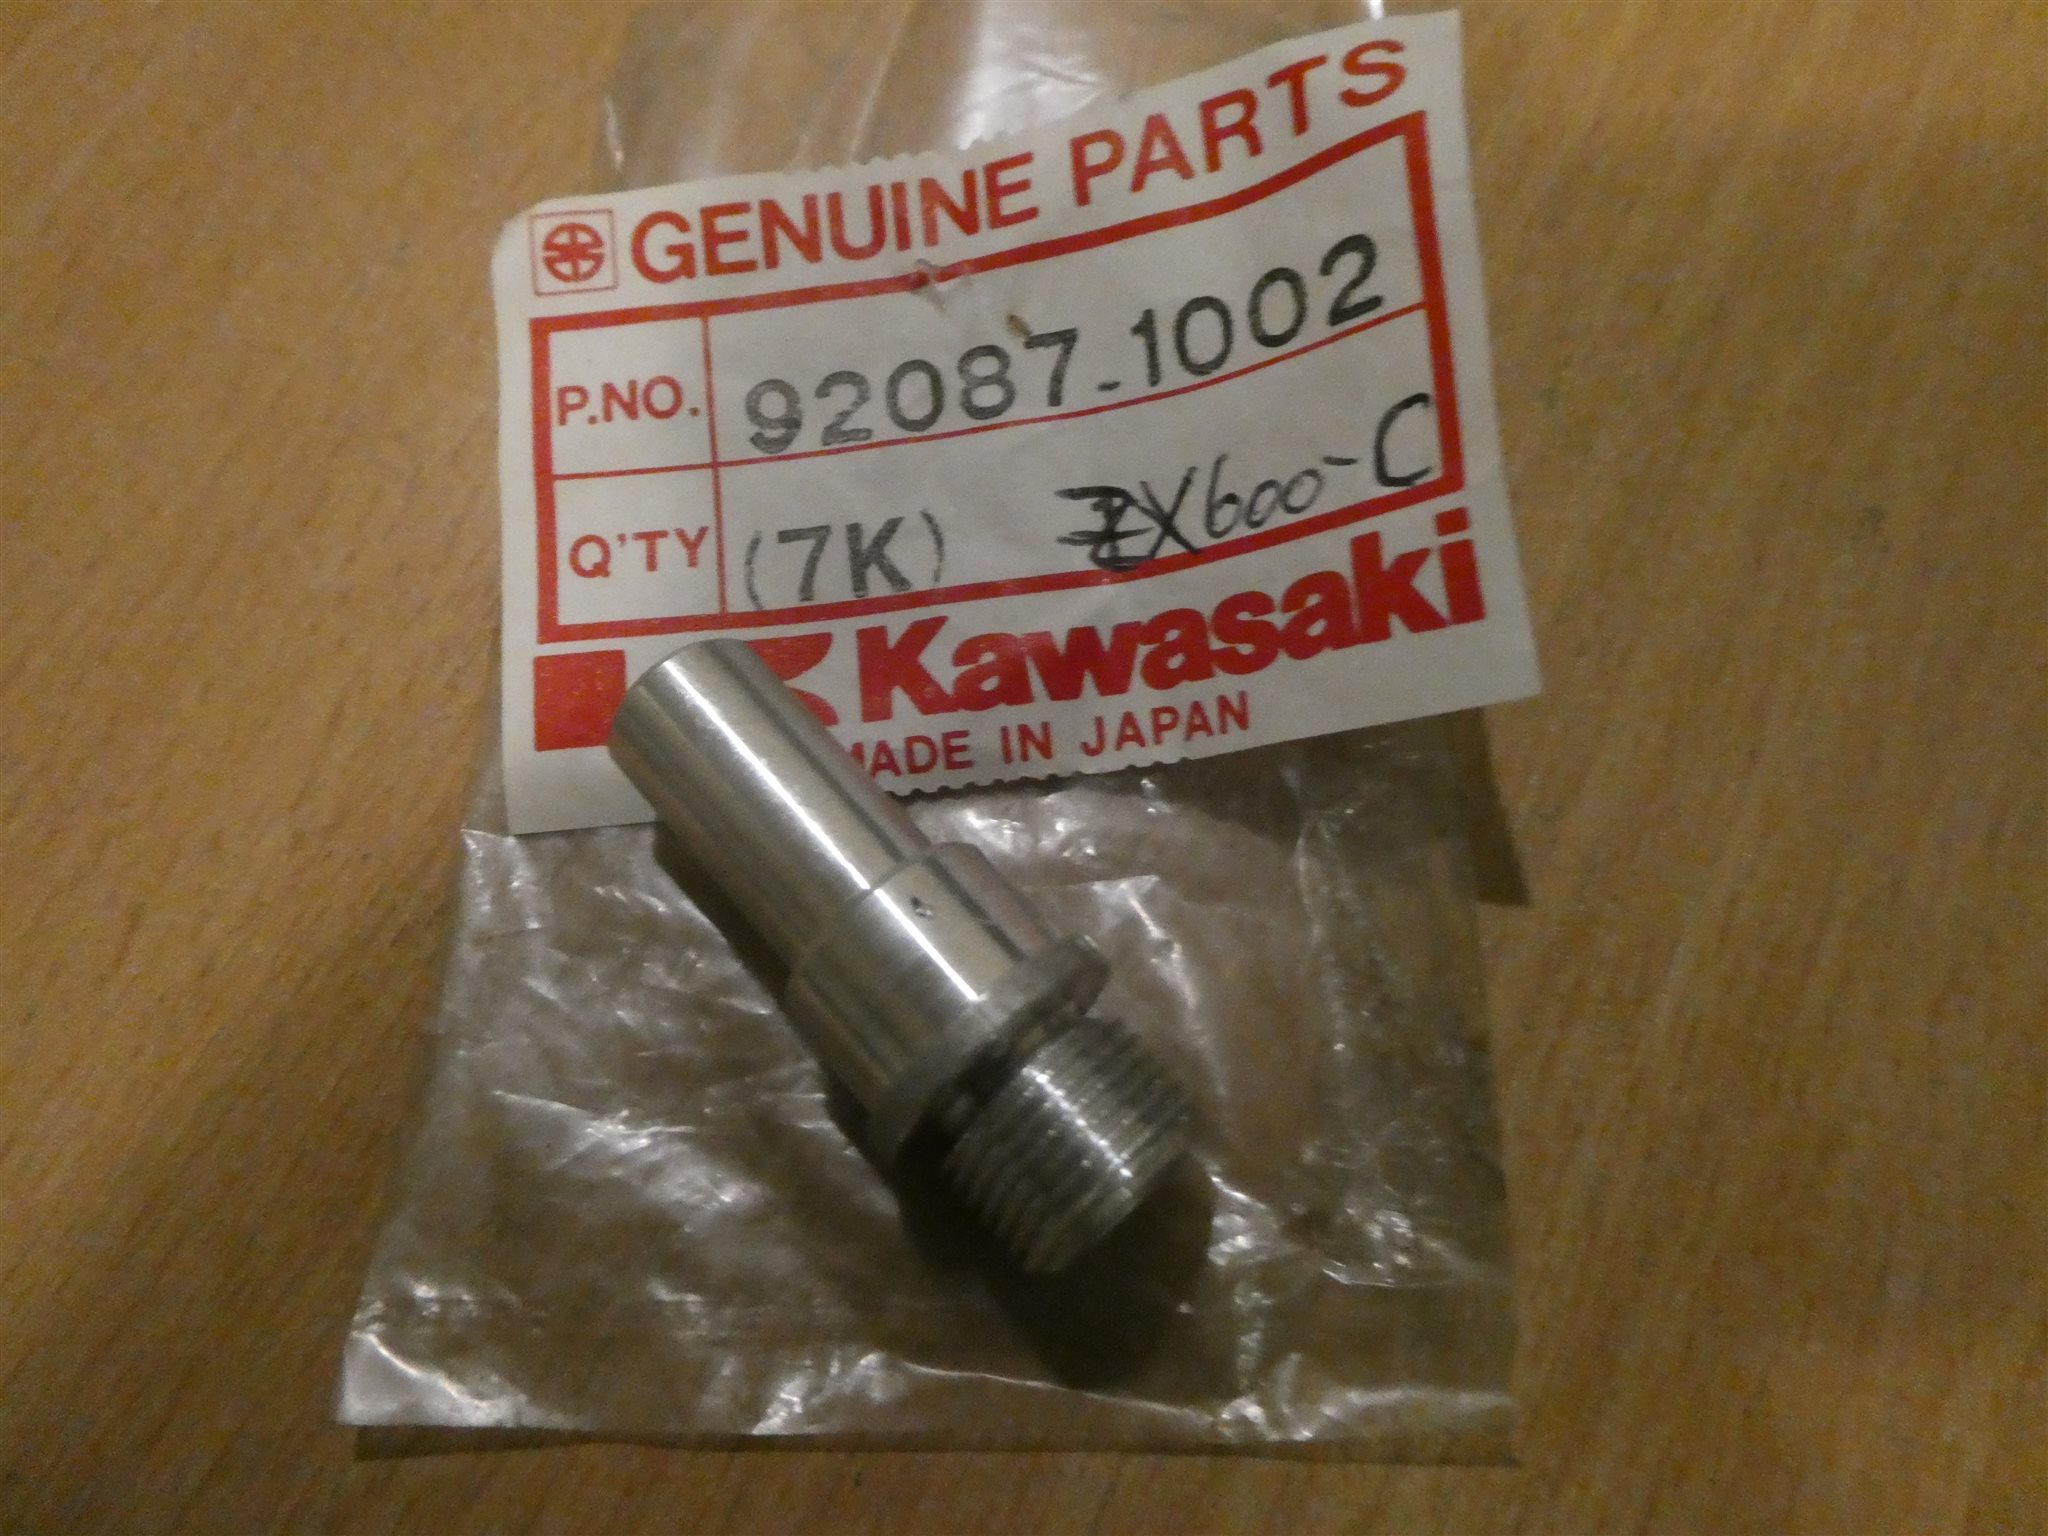 GENUINE PARTS
P.NO. 92087-1002
Q'TY (7K) ZX600-C
Kawasaki
MADE IN JAPAN